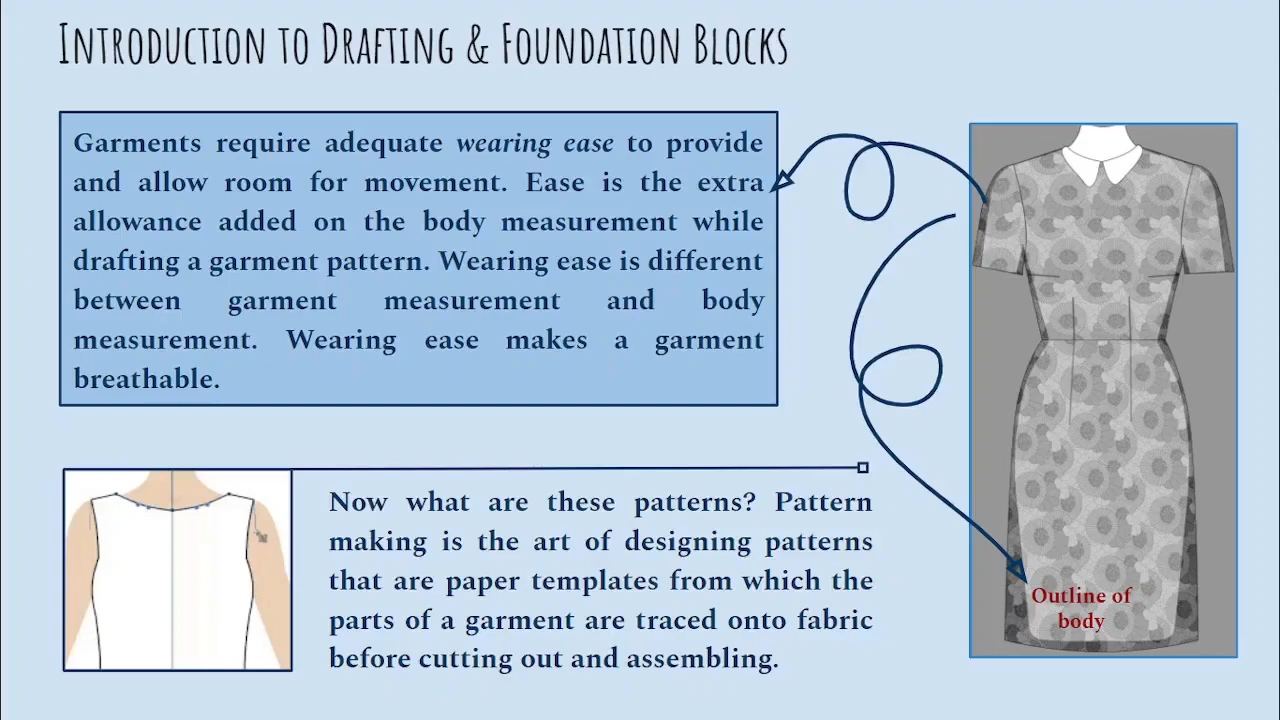 Introduction to Drafting & Foundation Blocks
Garments require adequate wearing ease to provide
and allow room for movement. Ease is the extra
allowance added on the body measurement while
drafting a garment pattern. Wearing ease is different
between garment measurement and body
measurement. Wearing ease makes a garment
breathable.
Now what are these patterns? Pattern
making is the art of designing patterns
that are paper templates from which the
parts of a garment are traced onto fabric
before cutting out and assembling.
Outline of
body